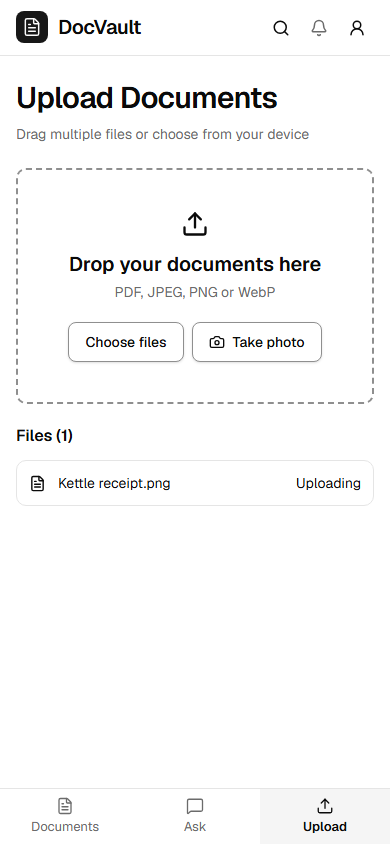 DocVault
Upload Documents
Drag multiple files or choose from your device
Drop your documents here
PDF, JPEG, PNG or WebP
Choose files
Take photo
Files (1)
Kettle receipt.png
Uploading
Documents
Ask
Upload